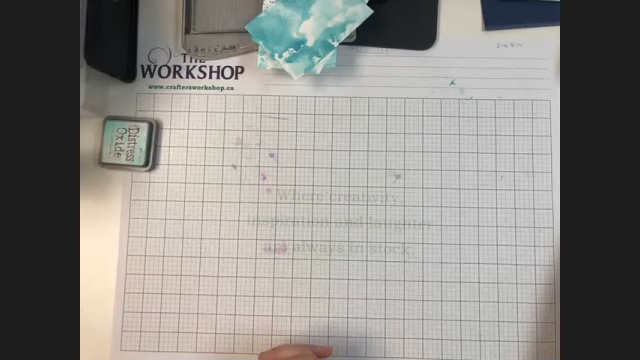 THE
WORKSHOP
www.craftersworkshop.ca
Distress
Oxide
Where creativity,
inspiration and laughter
are always in stock.